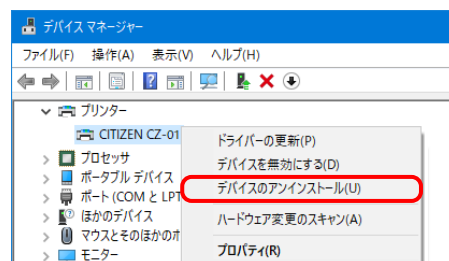 デバイス マネージャー
ファイル(F) 操作(A) 表示(V) ヘルプ(H)
プリンター
CITIZEN CZ-01
ドライバーの更新(P)
プロセッサ
デバイスを無効にする(D)
ポータブル デバイス
デバイスのアンインストール(U)
ポート (COM と LPT
ほかのデバイス
ハードウェア変更のスキャン(A)
マウスとそのほかのポ
モニター
プロパティ(R)